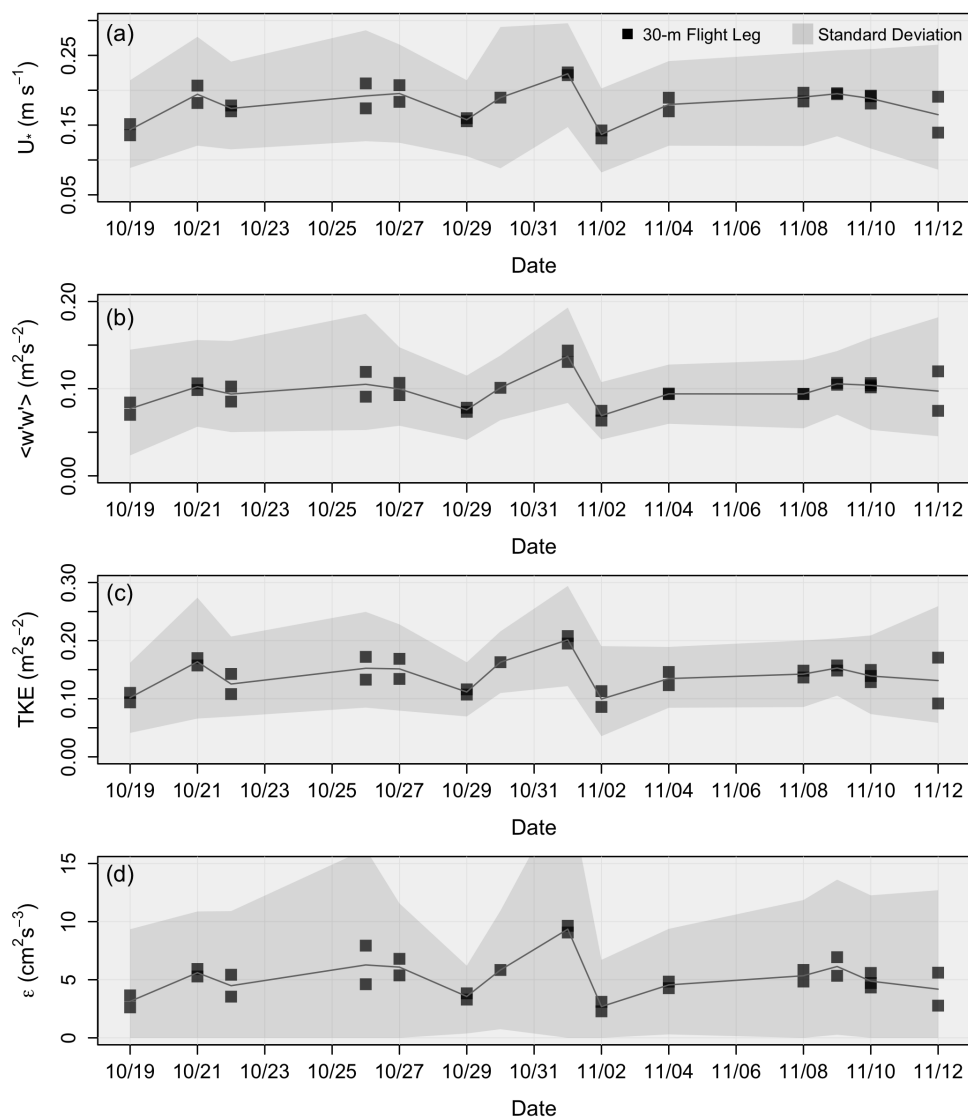 (a)
30-m Flight Leg Standard Deviation
U* (m s⁻¹)
0.05 0.15 0.25
10/19 10/21 10/23 10/25 10/27 10/29 10/31 11/02 11/04 11/06 11/08 11/10 11/12
Date
(b)
<w'w'> (m²s⁻²)
0.00 0.10 0.20
10/19 10/21 10/23 10/25 10/27 10/29 10/31 11/02 11/04 11/06 11/08 11/10 11/12
Date
(c)
TKE (m²s⁻²)
0.00 0.10 0.20 0.30
10/19 10/21 10/23 10/25 10/27 10/29 10/31 11/02 11/04 11/06 11/08 11/10 11/12
Date
(d)
ε (cm²s⁻³)
0 5 10 15
10/19 10/21 10/23 10/25 10/27 10/29 10/31 11/02 11/04 11/06 11/08 11/10 11/12
Date